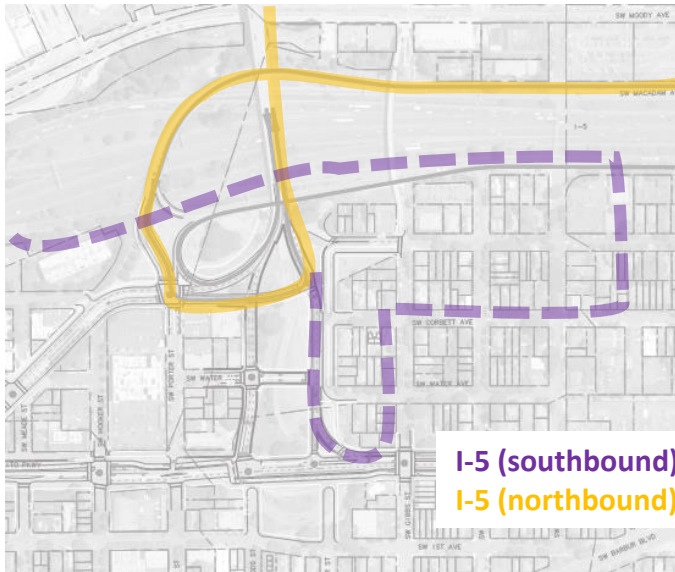 SW MOODY AVE
SW MACADAM A
I-5
SW CORBETT AVE
SW WATER
SW WATER AVE
SW PORTER ST
SW HOOKER ST
SW MEADE ST
I-5 (southbound)
I-5 (northbound)
SW GIBBS ST
SW 1ST AVE
SW BARBUR BLVD